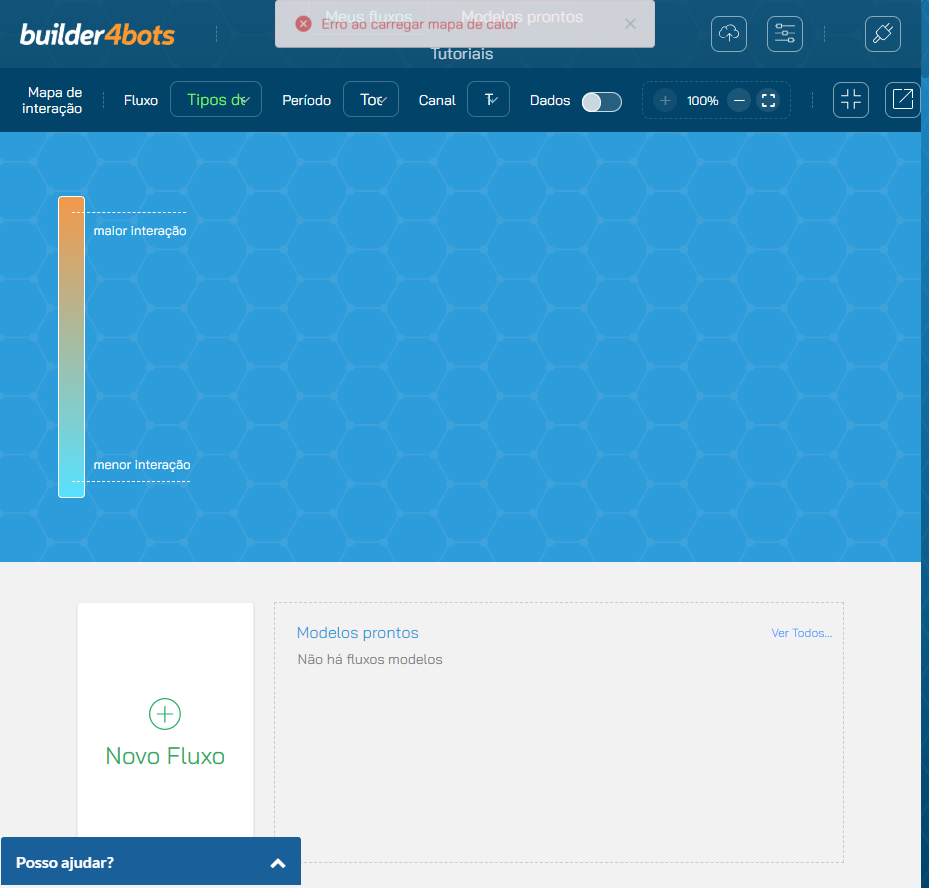 builder4bots
Meus fluxos
Modelos prontos
Erro ao carregar mapa de calor
Tutoriais
Mapa de
interação
Fluxo
Tipos de
Período
Canal
T
Dados
100%
maior interação
menor interação
Modelos prontos
Ver Todos...
Não há fluxos modelos
Novo Fluxo
Posso ajudar?